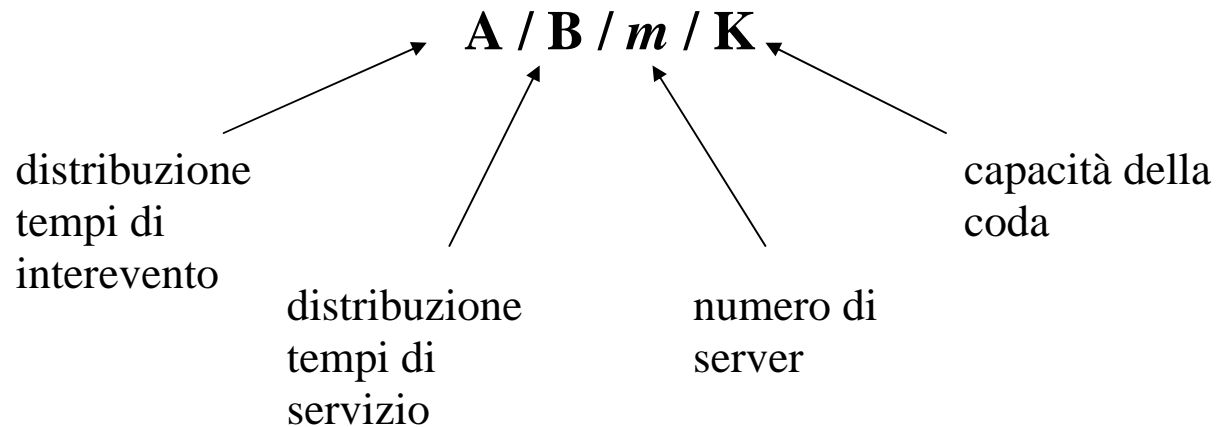 A / B / m / K
distribuzione
tempi di
interevento
distribuzione
tempi di
servizio
numero di
server
capacità della
coda